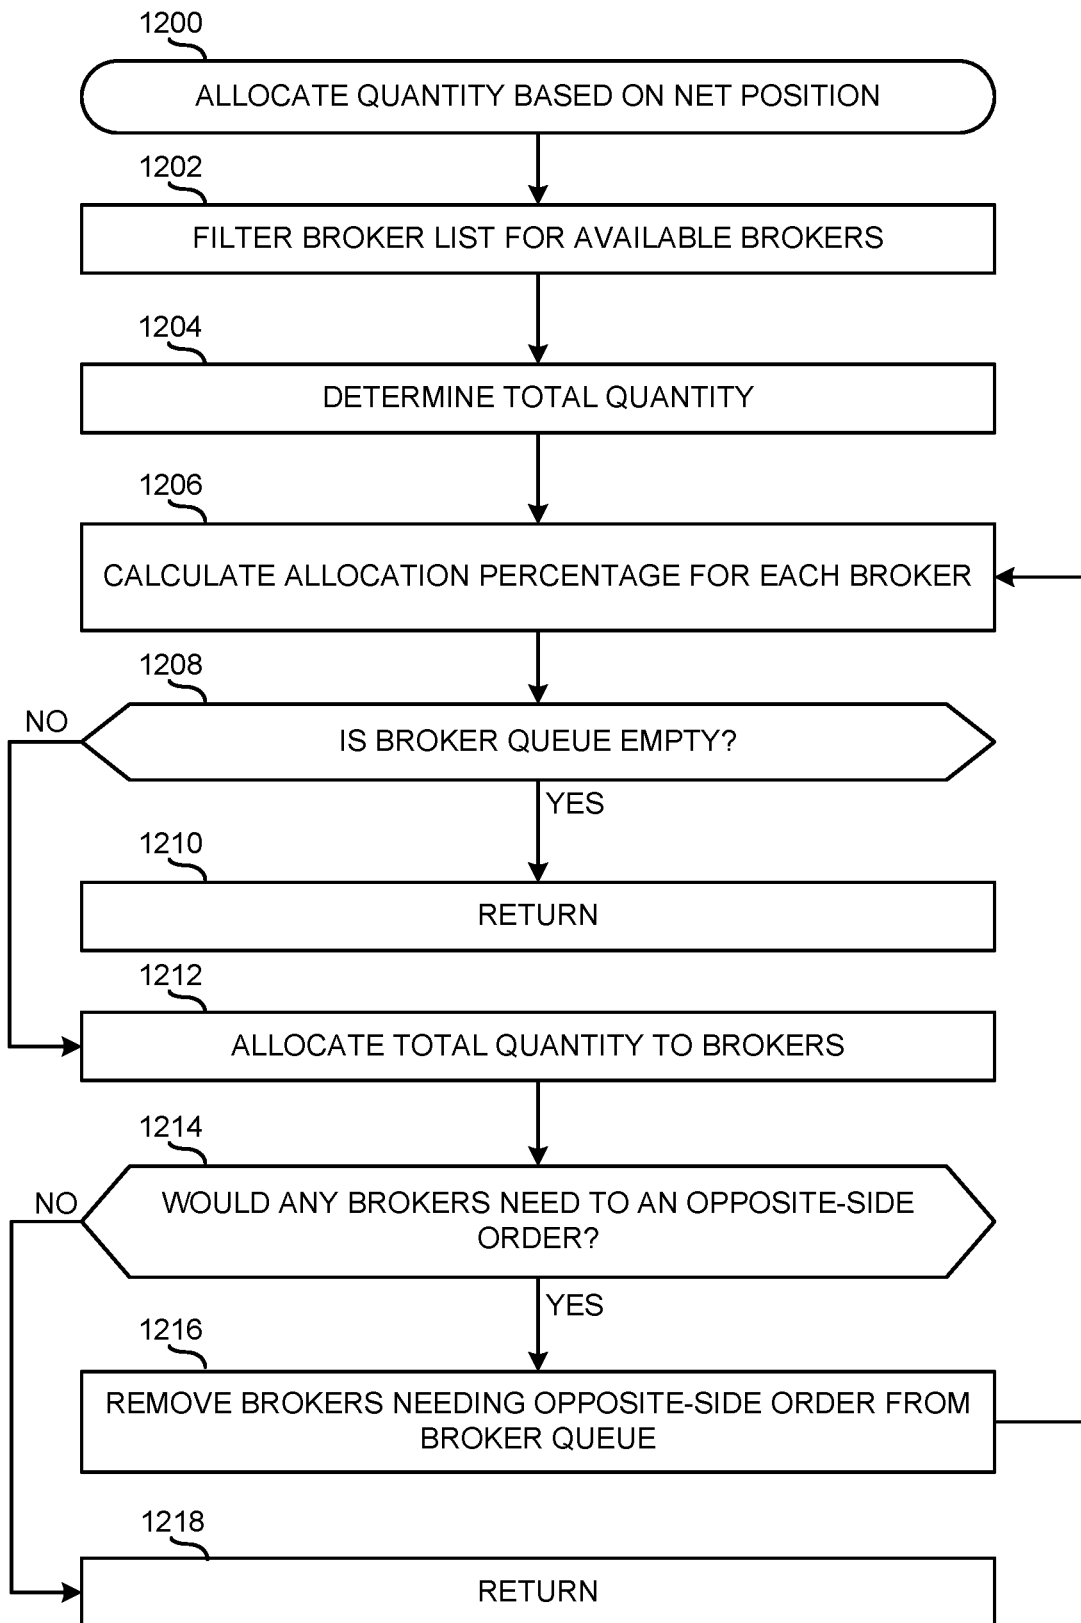 1200
ALLOCATE QUANTITY BASED ON NET POSITION
1202
FILTER BROKER LIST FOR AVAILABLE BROKERS
1204
DETERMINE TOTAL QUANTITY
1206
CALCULATE ALLOCATION PERCENTAGE FOR EACH BROKER
1208
NO
IS BROKER QUEUE EMPTY?
YES
1210
RETURN
1212
ALLOCATE TOTAL QUANTITY TO BROKERS
1214
NO
WOULD ANY BROKERS NEED TO AN OPPOSITE-SIDE
ORDER?
YES
1216
REMOVE BROKERS NEEDING OPPOSITE-SIDE ORDER FROM
BROKER QUEUE
1218
RETURN